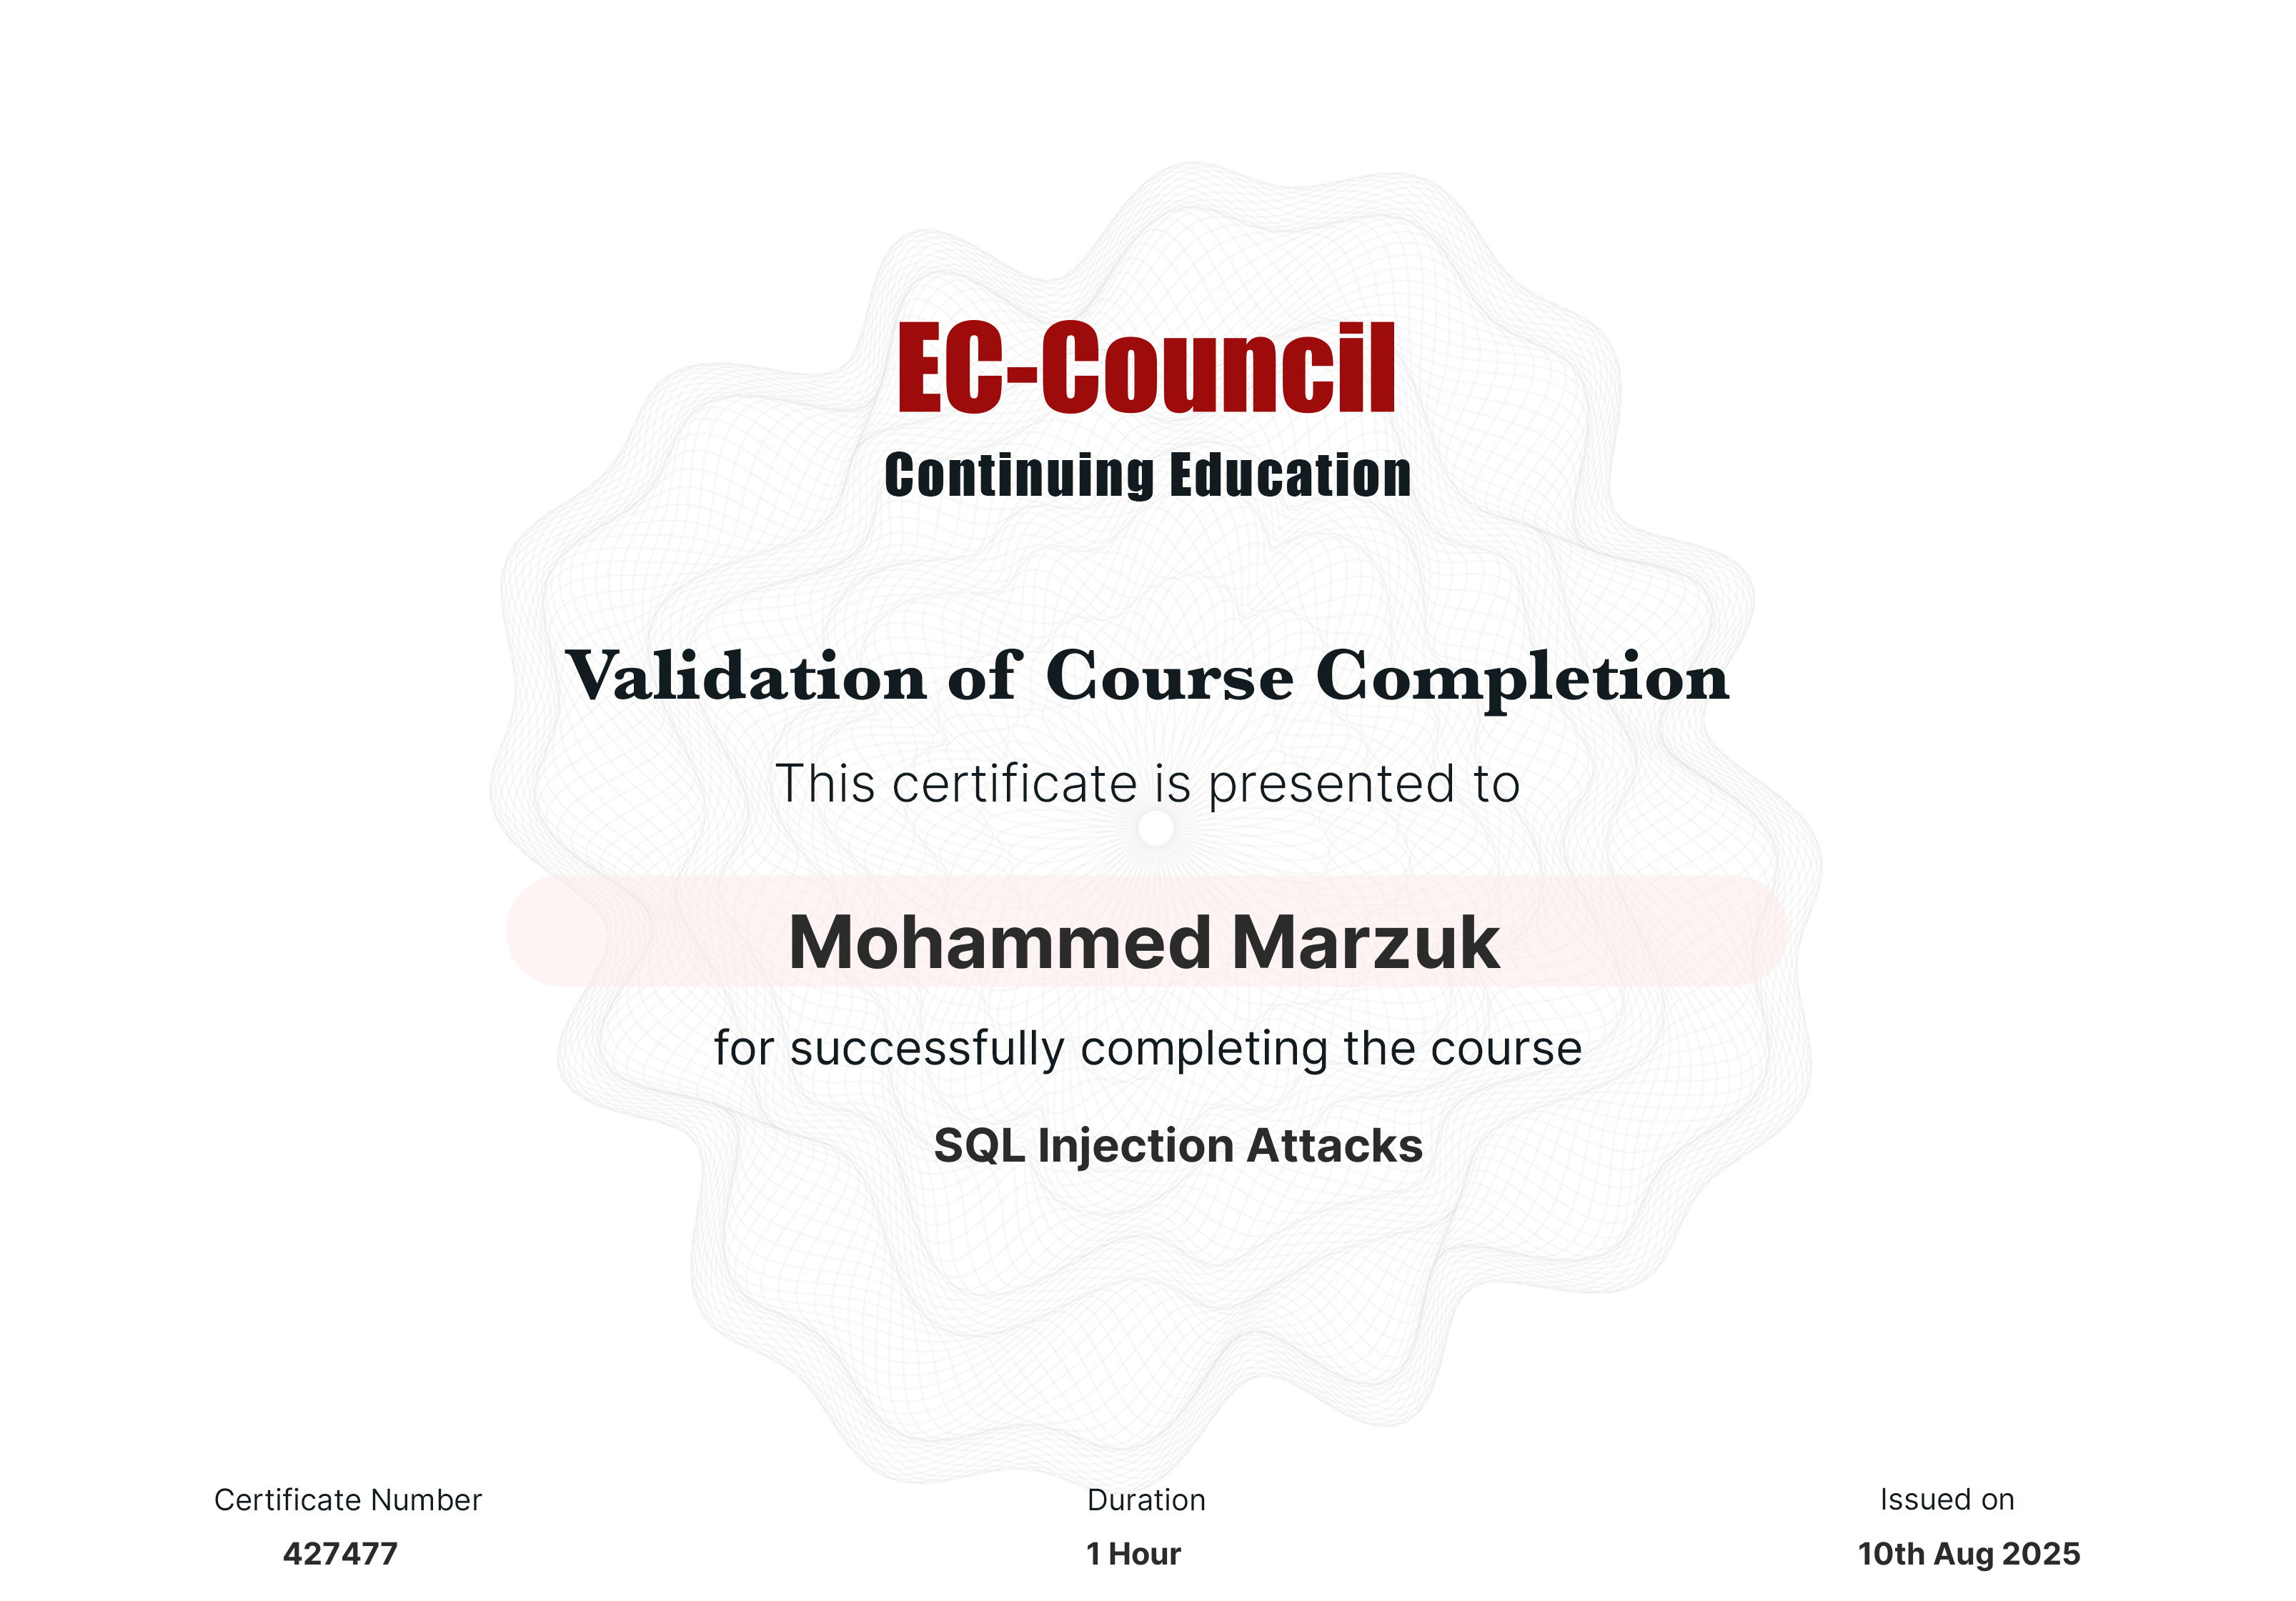 EC-Council
Continuing Education
Validation of Course Completion
This certificate is presented to
Mohammed Marzuk
for successfully completing the course
SQL Injection Attacks
Certificate Number
427477
Duration
1 Hour
Issued on
10th Aug 2025